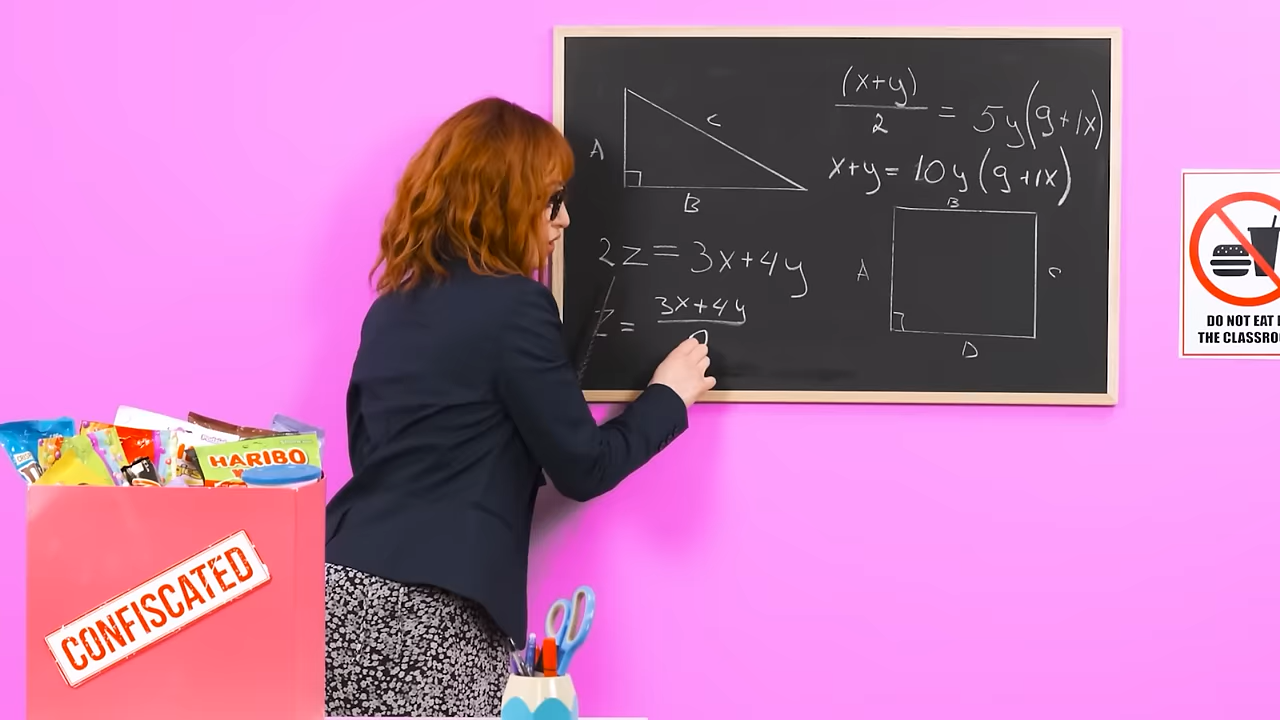 A
C
B
(x+y)
2
= 5y(9+1x)
x+y = 10y(9+1x)
B
A
C
D
2z = 3x+4y
z = 3x+4y
HARIBO
CONFISCATED
DO NOT EAT
THE CLASSRO